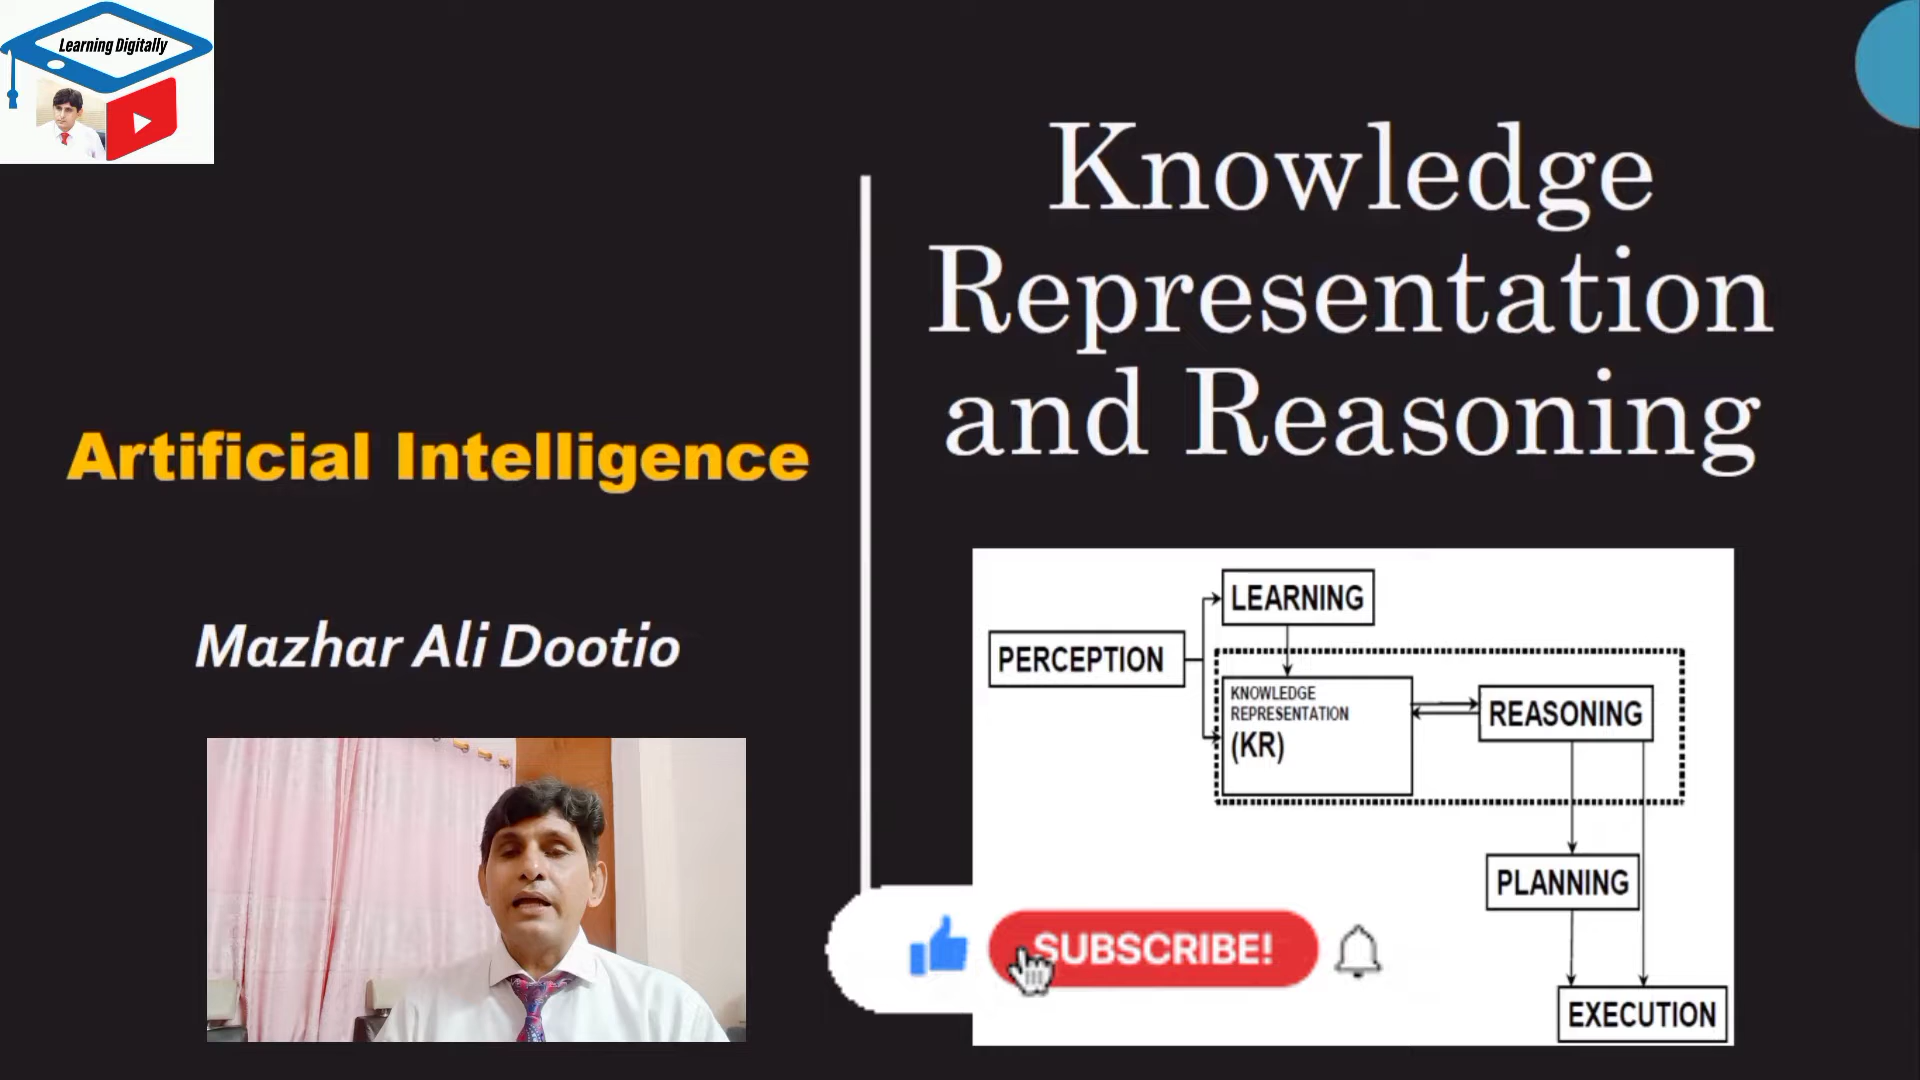 Learning Digitally
Knowledge
Representation
and Reasoning
Artificial Intelligence
Mazhar Ali Dootio
LEARNING
PERCEPTION
KNOWLEDGE
REPRESENTATION
(KR)
REASONING
PLANNING
SUBSCRIBE!
EXECUTION